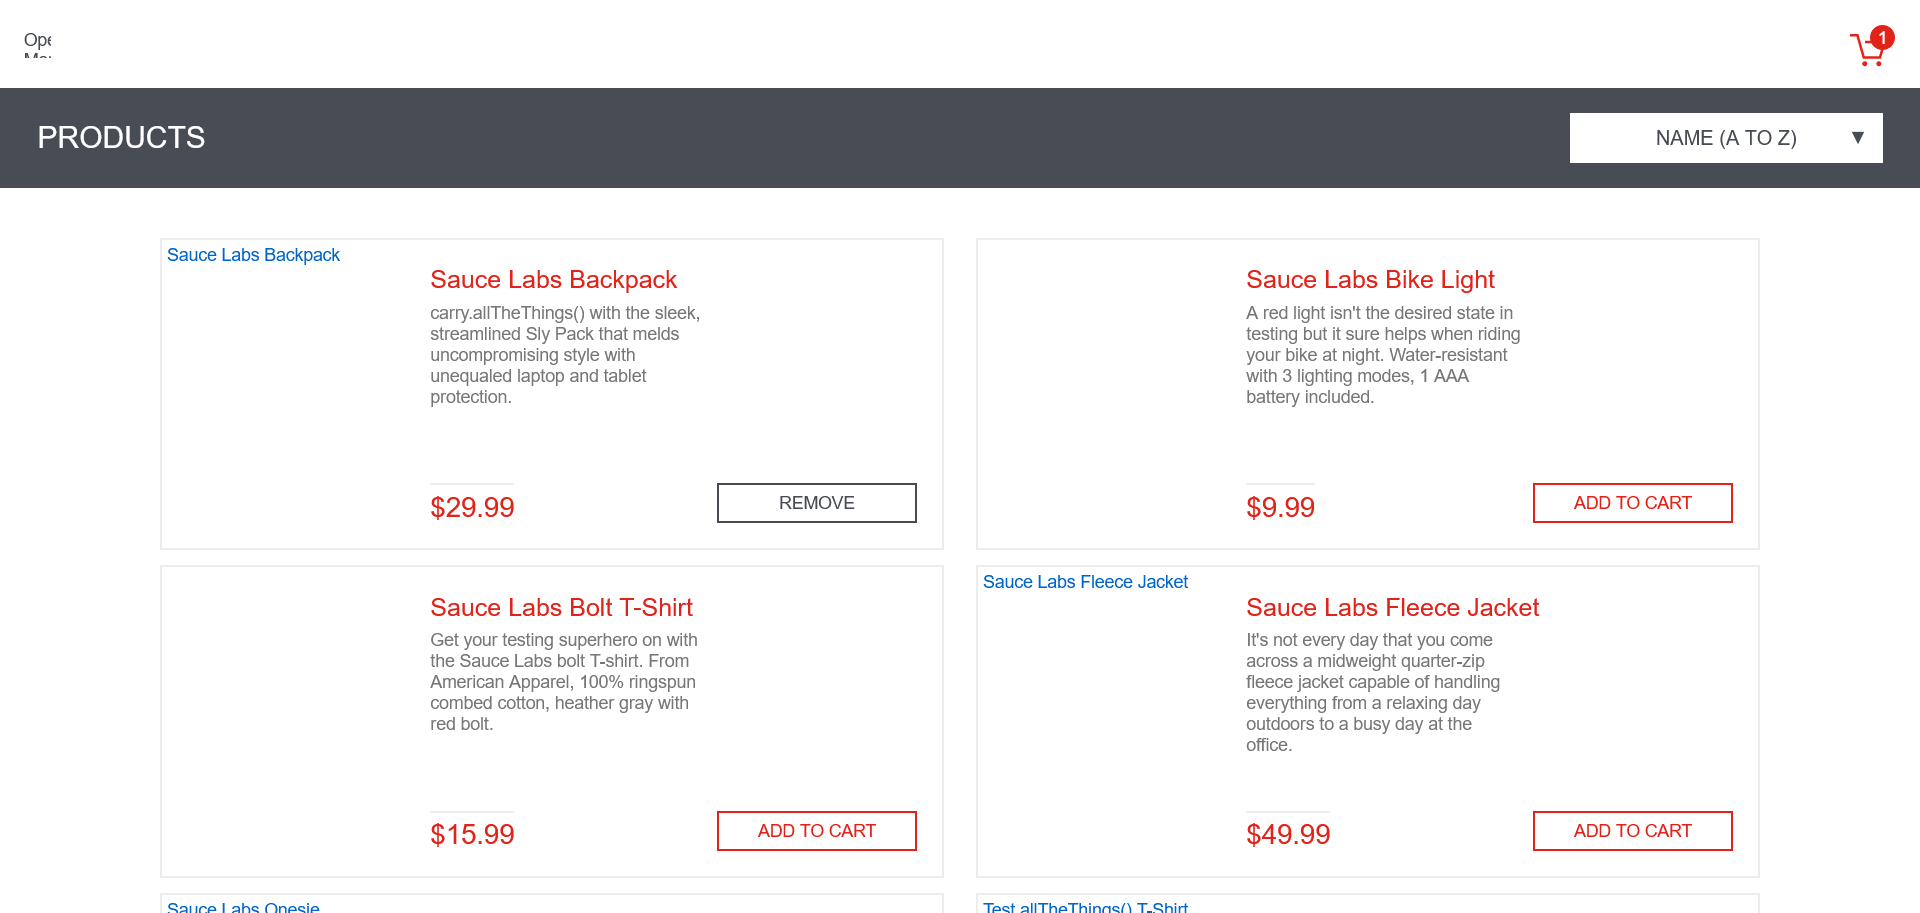 Ope
1
PRODUCTS
NAME (A TO Z) ▼
Sauce Labs Backpack
Sauce Labs Backpack
carry.allTheThings() with the sleek,
streamlined Sly Pack that melds
uncompromising style with
unequaled laptop and tablet
protection.
$29.99
REMOVE
Sauce Labs Bike Light
A red light isn't the desired state in
testing but it sure helps when riding
your bike at night. Water-resistant
with 3 lighting modes, 1 AAA
battery included.
$9.99
ADD TO CART
Sauce Labs Bolt T-Shirt
Get your testing superhero on with
the Sauce Labs bolt T-shirt. From
American Apparel, 100% ringspun
combed cotton, heather gray with
red bolt.
$15.99
ADD TO CART
Sauce Labs Fleece Jacket
Sauce Labs Fleece Jacket
It's not every day that you come
across a midweight quarter-zip
fleece jacket capable of handling
everything from a relaxing day
outdoors to a busy day at the
office.
$49.99
ADD TO CART
Sauce Labs Onesie
Test.allTheThings() T-Shirt